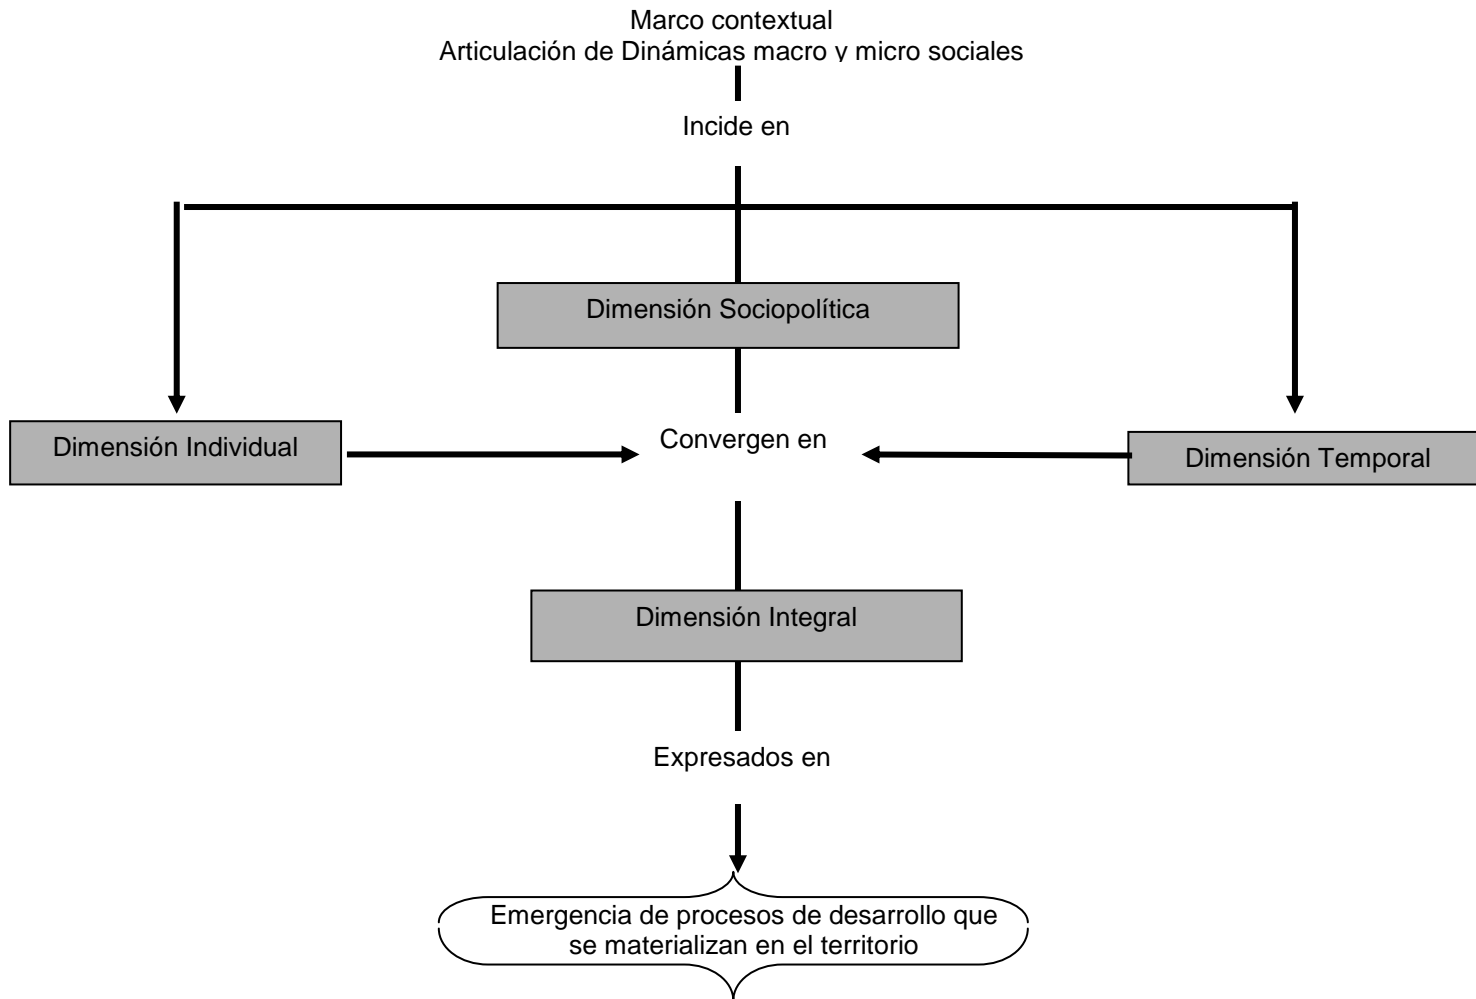 Marco contextual
Articulación de Dinámicas macro y micro sociales
Incide en
Dimensión Sociopolítica
Dimensión Individual
Convergen en
Dimensión Temporal
Dimensión Integral
Expresados en
Emergencia de procesos de desarrollo que
se materializan en el territorio